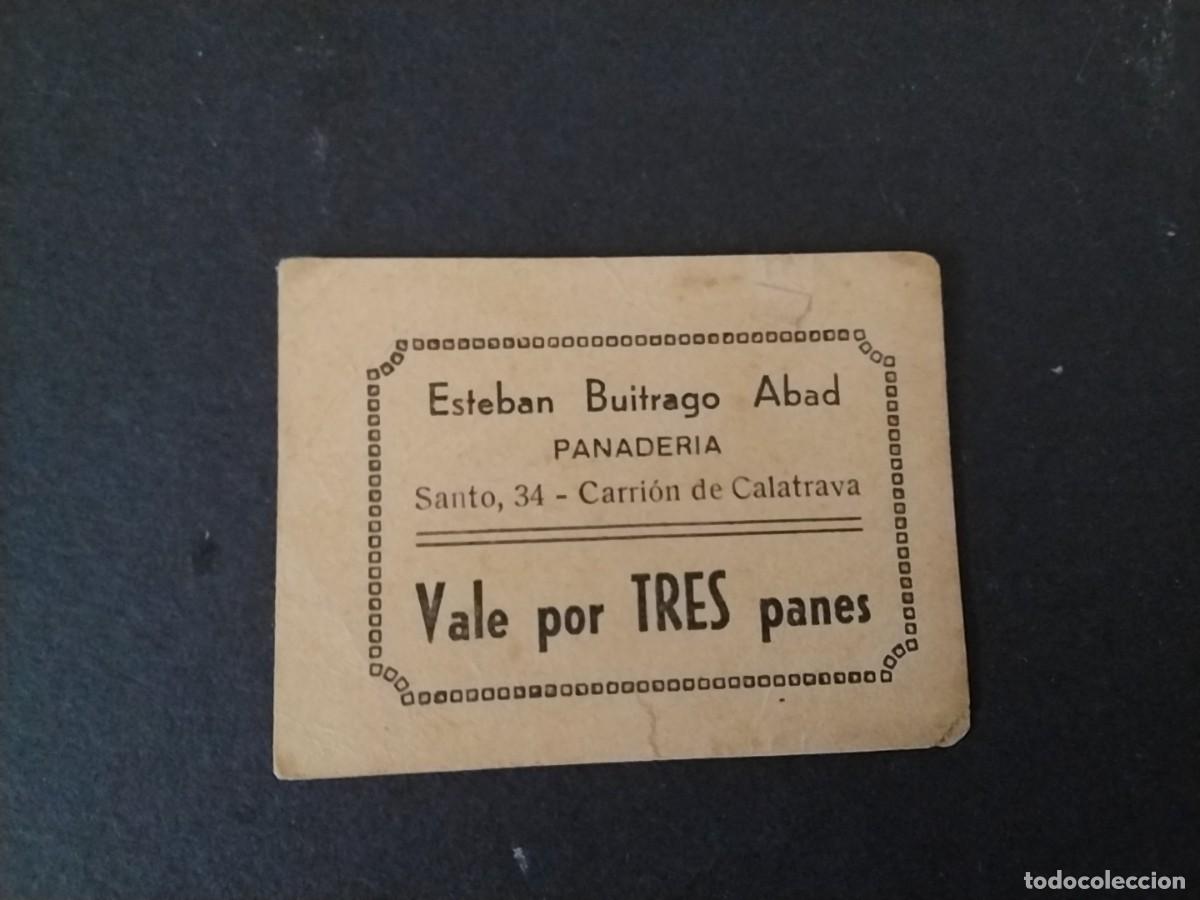 Esteban Buitrago Abad
PANADERIA
Santo, 34 - Carrión de Calatrava
Vale por TRES panes
todocoleccion